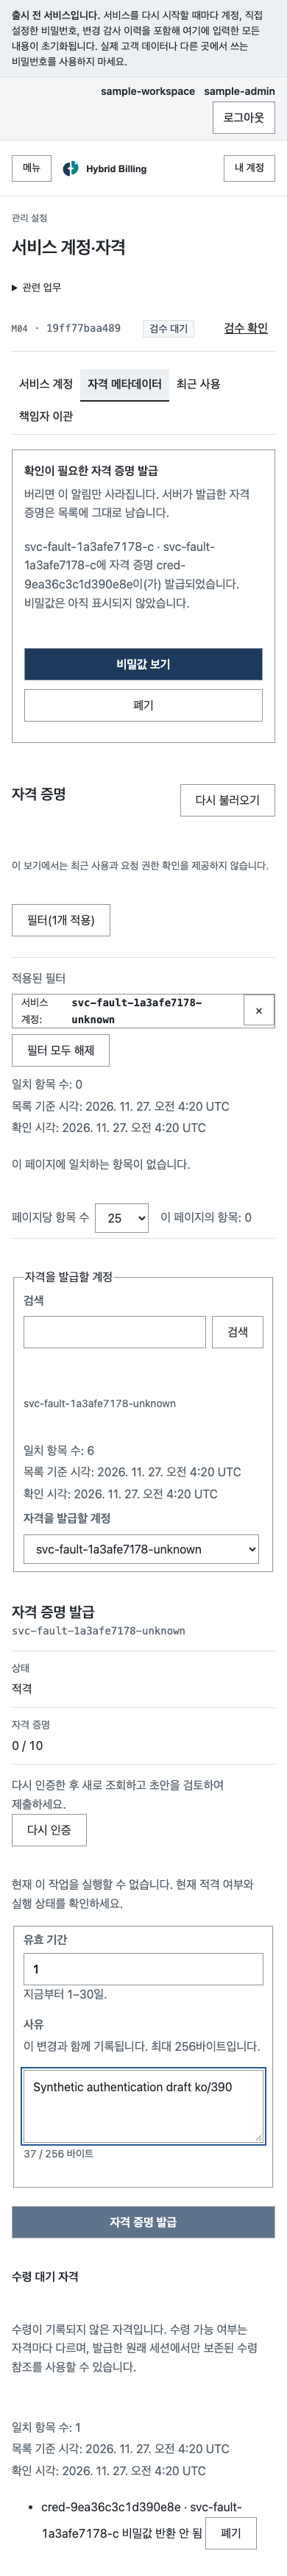 출시 전 서비스입니다. 서비스를 다시 시작할 때마다 계정, 직접
설정한 비밀번호, 변경 감사 이력을 포함해 여기에 입력한 모든
내용이 초기화됩니다. 실제 고객 데이터나 다른 곳에서 쓰는
비밀번호를 사용하지 마세요.
sample-workspace sample-admin
로그아웃
메뉴 Hybrid Billing 내 계정
관리 설정
서비스 계정·자격
▶ 관련 업무
M04 · 19ff77baa489 검수 대기 검수 확인
서비스 계정 자격 메타데이터 최근 사용
책임자 이관
확인이 필요한 자격 증명 발급
버리면 이 알림만 사라집니다. 서버가 발급한 자격
증명은 목록에 그대로 남습니다.
svc-fault-1a3afe7178-c · svc-fault-
1a3afe7178-c에 자격 증명 cred-
9ea36c3c1d390e8e이(가) 발급되었습니다.
비밀값은 아직 표시되지 않았습니다.
비밀값 보기
폐기
자격 증명 다시 불러오기
이 보기에서는 최근 사용과 요청 권한 확인을 제공하지 않습니다.
필터(1개 적용)
적용된 필터
서비스 계정: svc-fault-1a3afe7178-unknown ×
필터 모두 해제
일치 항목 수: 0
목록 기준 시각: 2026. 11. 27. 오전 4:20 UTC
확인 시각: 2026. 11. 27. 오전 4:20 UTC
이 페이지에 일치하는 항목이 없습니다.
페이지당 항목 수 25 이 페이지의 항목: 0
자격을 발급할 계정
검색
검색
svc-fault-1a3afe7178-unknown
일치 항목 수: 6
목록 기준 시각: 2026. 11. 27. 오전 4:20 UTC
확인 시각: 2026. 11. 27. 오전 4:20 UTC
자격을 발급할 계정
svc-fault-1a3afe7178-unknown
자격 증명 발급
svc-fault-1a3afe7178-unknown
상태
적격
자격 증명
0 / 10
다시 인증한 후 새로 조회하고 초안을 검토하여
제출하세요.
다시 인증
현재 이 작업을 실행할 수 없습니다. 현재 적격 여부와
실행 상태를 확인하세요.
유효 기간
1
지금부터 1–30일.
사유
이 변경과 함께 기록됩니다. 최대 256바이트입니다.
Synthetic authentication draft ko/390
37 / 256 바이트
자격 증명 발급
수령 대기 자격
수령이 기록되지 않은 자격입니다. 수령 가능 여부는
자격마다 다르며, 발급한 원래 세션에서만 보존된 수령
참조를 사용할 수 있습니다.
일치 항목 수: 1
목록 기준 시각: 2026. 11. 27. 오전 4:20 UTC
확인 시각: 2026. 11. 27. 오전 4:20 UTC
• cred-9ea36c3c1d390e8e · svc-fault-
1a3afe7178-c 비밀값 반환 안 됨 폐기